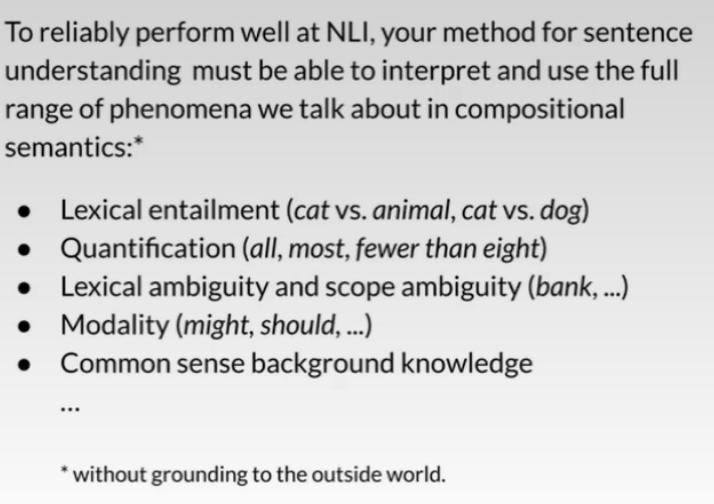 To reliably perform well at NLI, your method for sentence
understanding must be able to interpret and use the full
range of phenomena we talk about in compositional
semantics:*
● Lexical entailment (cat vs. animal, cat vs. dog)
● Quantification (all, most, fewer than eight)
● Lexical ambiguity and scope ambiguity (bank, ...)
● Modality (might, should, ...)
● Common sense background knowledge
...
* without grounding to the outside world.